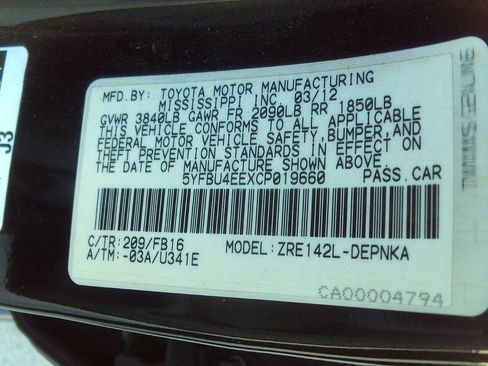 MFD. BY: TOYOTA MOTOR MANUFACTURING
MISSISSIPPI INC. 03/12
GVWR 3840LB GAWR FR 2090LB RR 1850LB
THIS VEHICLE CONFORMS TO ALL APPLICABLE
FEDERAL MOTOR VEHICLE SAFETY, BUMPER, AND
THEFT PREVENTION STANDARDS IN EFFECT ON
THE DATE OF MANUFACTURE SHOWN ABOVE.
5YFBU4EEXCP019660 PASS. CAR
C/TR: 209/FB16 MODEL: ZRE142L-DEPNKA
A/TM: -03A/U341E
CA00004794
J3